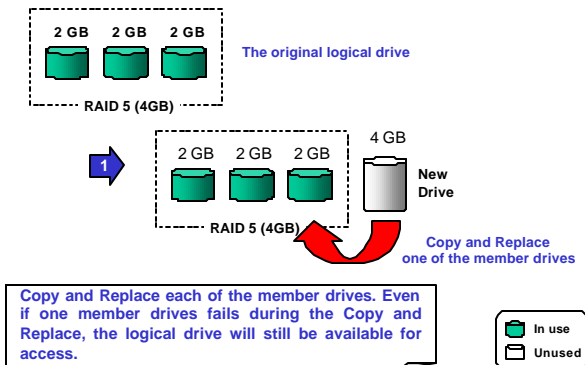 2 GB 2 GB 2 GB
The original logical drive
RAID 5 (4GB)
1
2 GB 2 GB 2 GB
4 GB
New
Drive
RAID 5 (4GB)
Copy and Replace
one of the member drives
Copy and Replace each of the member drives. Even
if one member drives fails during the Copy and
Replace, the logical drive will still be available for
access.
In use
Unused